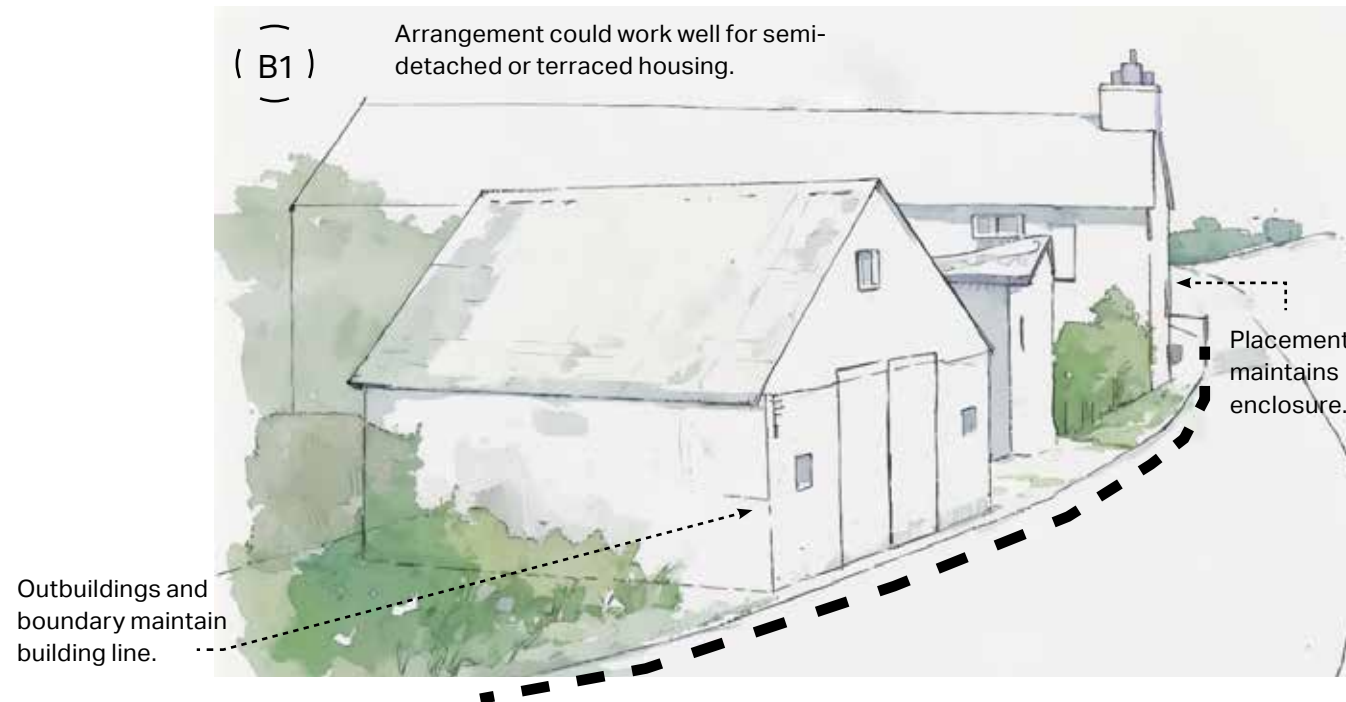 ( B1 )
Arrangement could work well for semi-
detached or terraced housing.
Placement
maintains
enclosure.
Outbuildings and
boundary maintain
building line.